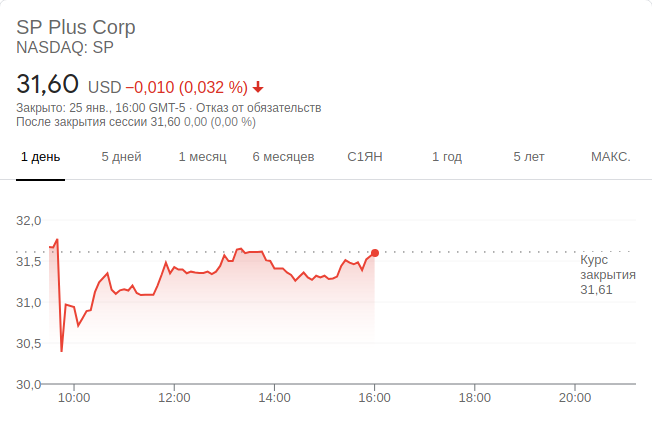 SP Plus Corp
NASDAQ: SP
31,60 USD −0,010 (0,032 %)
Закрыто: 25 янв., 16:00 GMT-5 · Отказ от обязательств
После закрытия сессии 31,60 0,00 (0,00 %)
1 день 5 дней 1 месяц 6 месяцев С1ЯН 1 год 5 лет МАКС.
32,0
31,5
31,0
30,5
30,0
Курс
закрытия
31,61
10:00 12:00 14:00 16:00 18:00 20:00